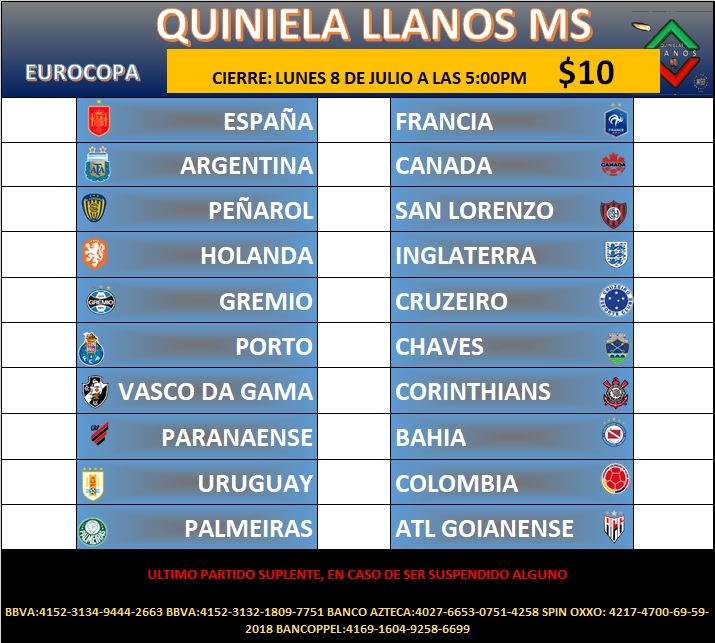 QUINIELA LLANOS MS
EUROCOPA
CIERRE: LUNES 8 DE JULIO A LAS 5:00PM $10
ESPAÑA FRANCIA
ARGENTINA CANADA
PEÑAROL SAN LORENZO
HOLANDA INGLATERRA
GREMIO CRUZEIRO
PORTO CHAVES
VASCO DA GAMA CORINTHIANS
PARANAENSE BAHIA
URUGUAY COLOMBIA
PALMEIRAS ATL GOIANENSE
ULTIMO PARTIDO SUPLENTE, EN CASO DE SER SUSPENDIDO ALGUNO
BBVA:4152-3134-9444-2663 BBVA:4152-3132-1809-7751 BANCO AZTECA:4027-6653-0751-4258 SPIN OXXO: 4217-4700-69-59-
2018 BANCOPPEL:4169-1604-9258-6699